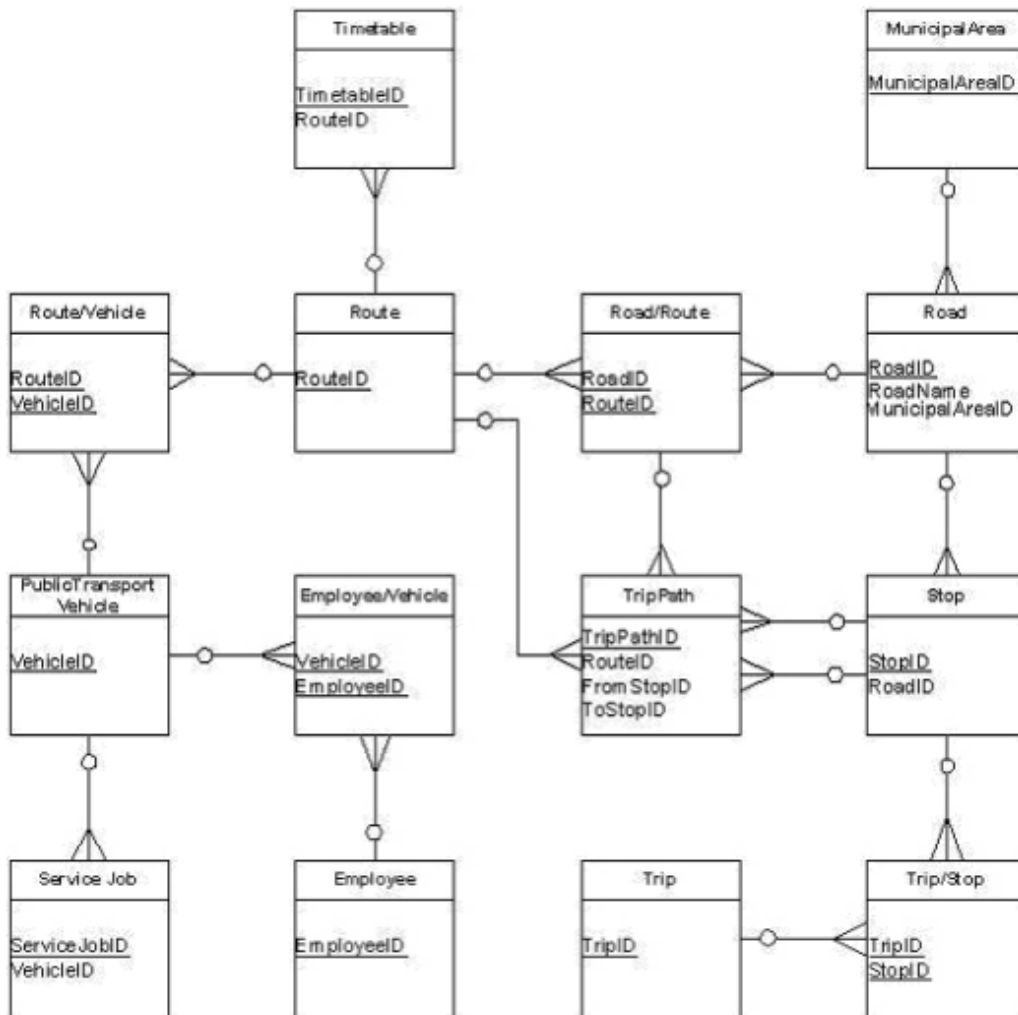 Timetable
TimetableID
RouteID
MunicipalArea
MunicipalAreaID
Route/Vehicle
RouteID
VehicleID
Route
RouteID
Road/Route
RoadID
RouteID
Road
RoadID
RoadName
MunicipalAreaID
PublicTransport
Vehicle
VehicleID
Employee/Vehicle
VehicleID
EmployeeID
TripPath
TripPathID
RouteID
FromStopID
ToStopID
Stop
StopID
RoadID
Service Job
ServiceJobID
VehicleID
Employee
EmployeeID
Trip
TripID
Trip/Stop
TripID
StopID